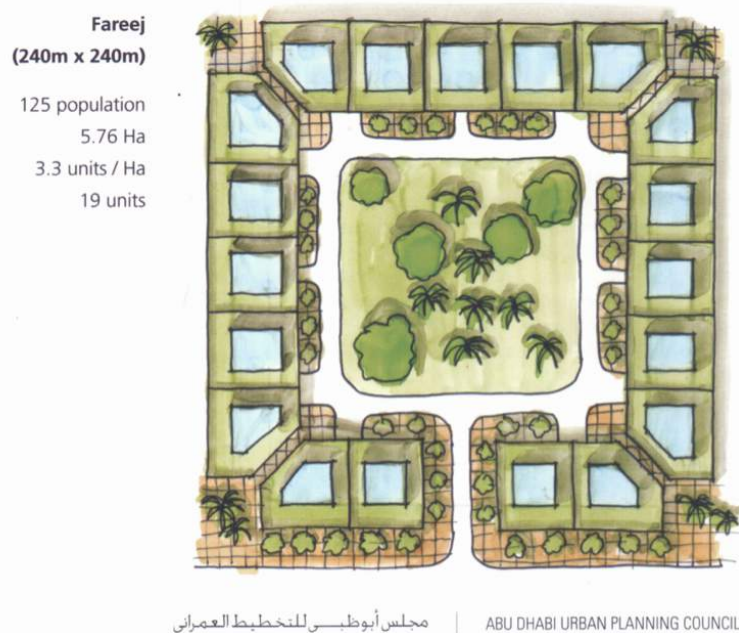 Fareej
(240m x 240m)
125 population
5.76 Ha
3.3 units / Ha
19 units
مجلس أبوظبي للتخطيط العمراني | ABU DHABI URBAN PLANNING COUNCIL